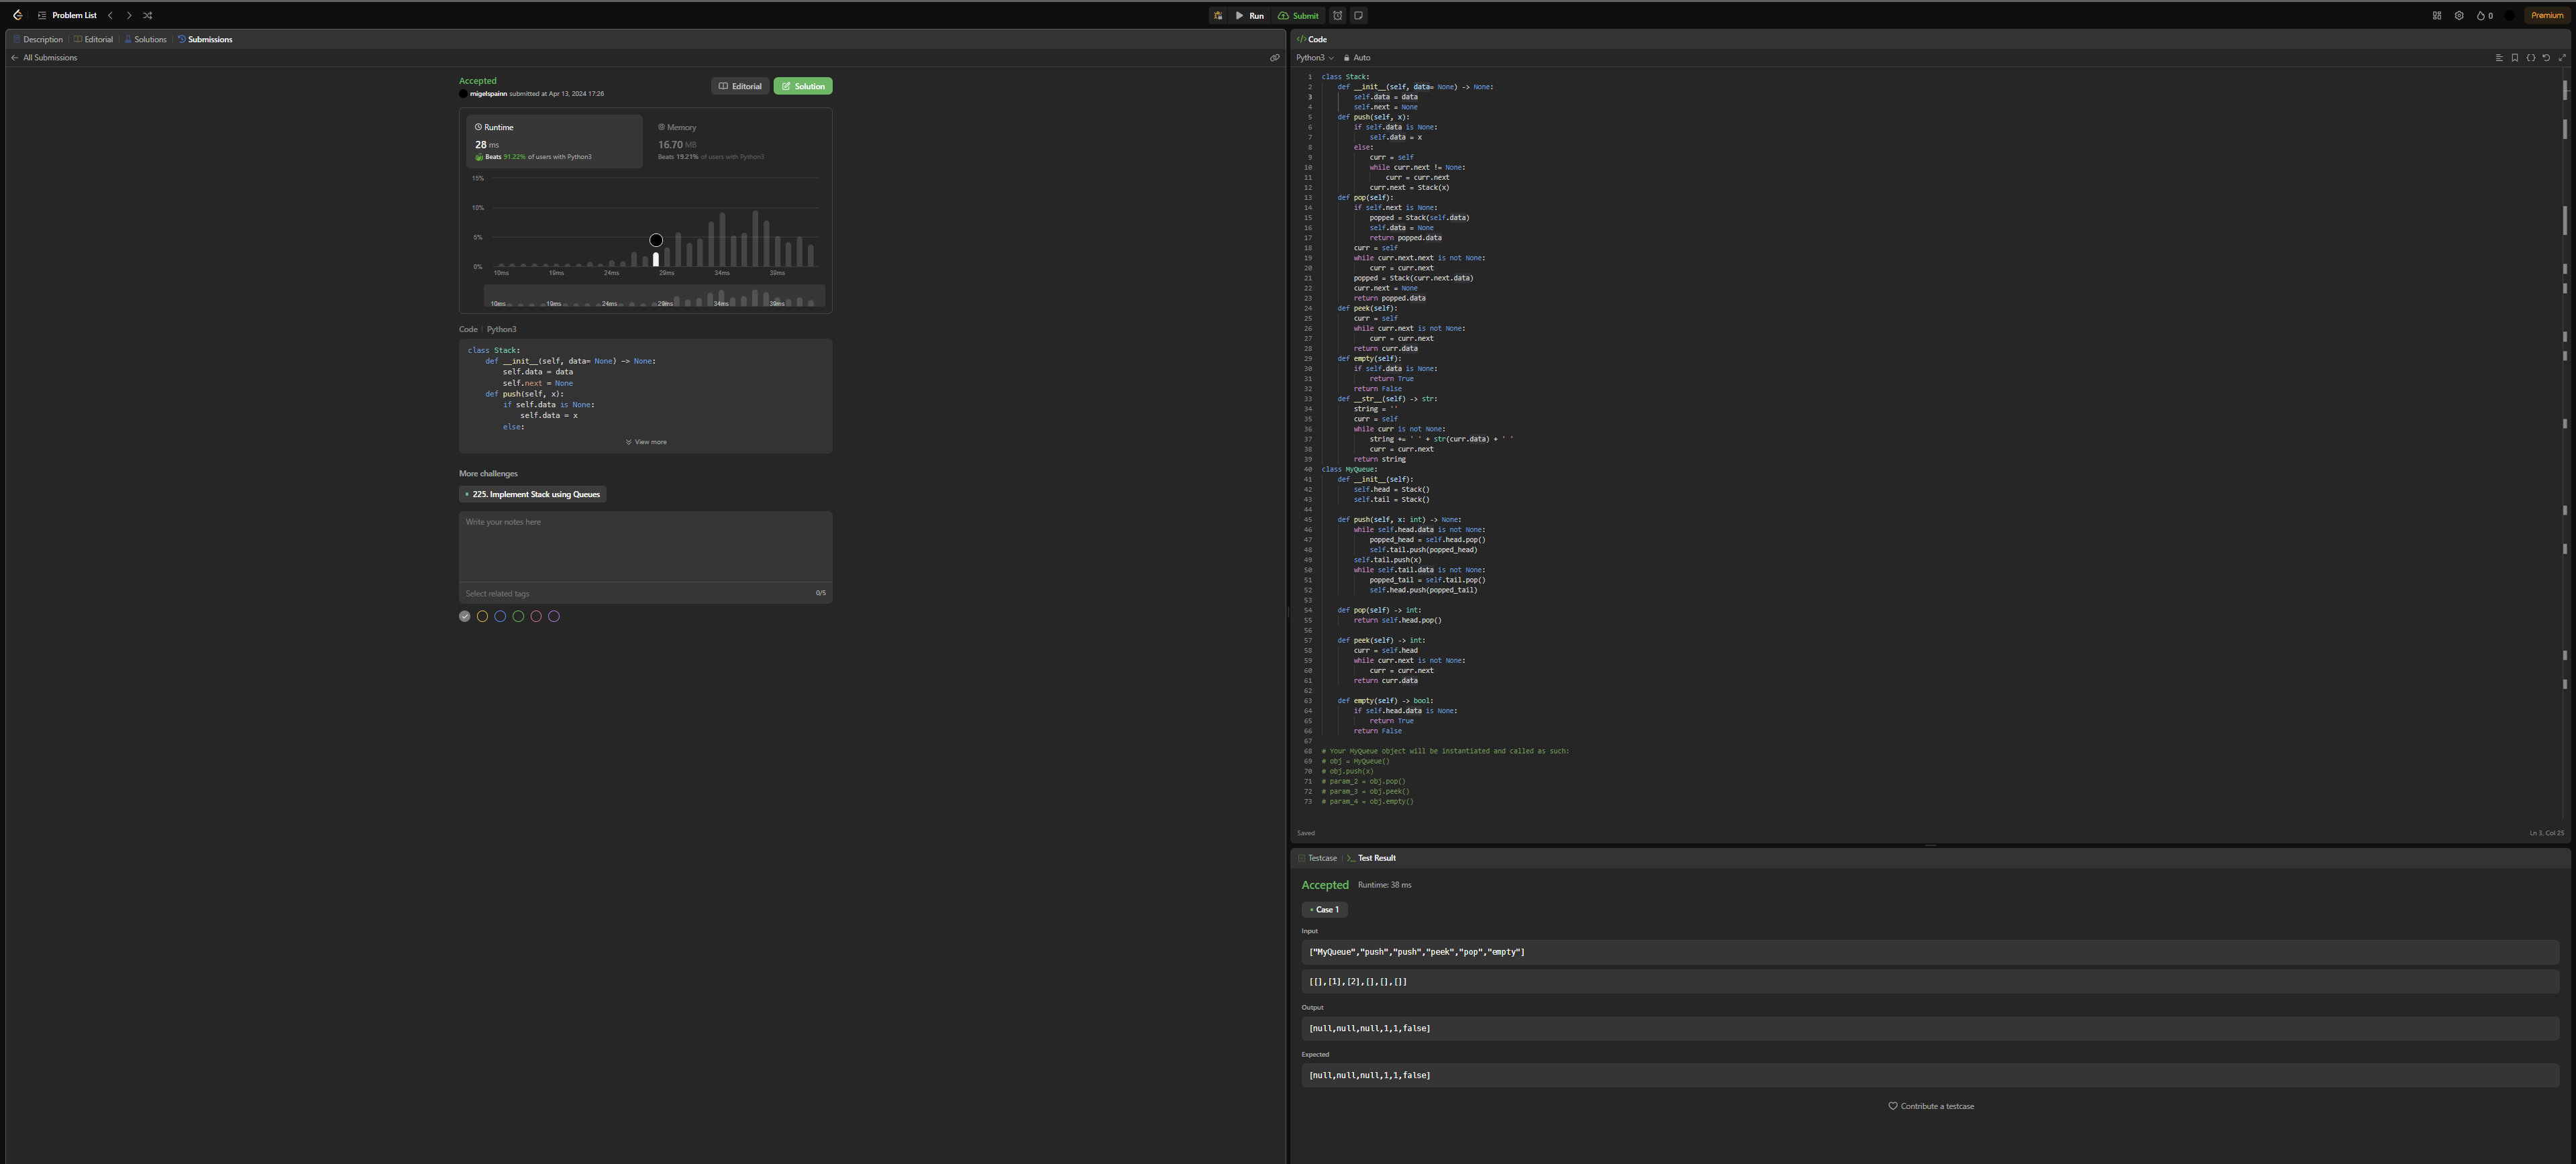 Problem List
Run
Submit
0
Premium
Description | Editorial | Solutions | Submissions
All Submissions
Accepted
migelspainn submitted at Apr 13, 2024 17:26
Editorial
Solution
Runtime
28 ms
Beats 91.22% of users with Python3
Memory
16.70 MB
Beats 19.21% of users with Python3
15%
10%
5%
0%
10ms 19ms 24ms 29ms 34ms 39ms
10ms 19ms 24ms 29ms 34ms 39ms
Code | Python3
class Stack:
    def __init__(self, data= None) -> None:
        self.data = data
        self.next = None
    def push(self, x):
        if self.data is None:
            self.data = x
        else:
View more
More challenges
225. Implement Stack using Queues
Write your notes here
Select related tags
0/5
</> Code
Python3
Auto
1 class Stack:
2     def __init__(self, data= None) -> None:
3         self.data = data
4         self.next = None
5     def push(self, x):
6         if self.data is None:
7             self.data = x
8         else:
9             curr = self
10             while curr.next != None:
11                 curr = curr.next
12             curr.next = Stack(x)
13     def pop(self):
14         if self.next is None:
15             popped = Stack(self.data)
16             self.data = None
17             return popped.data
18         curr = self
19         while curr.next.next is not None:
20             curr = curr.next
21         popped = Stack(curr.next.data)
22         curr.next = None
23         return popped.data
24     def peek(self):
25         curr = self
26         while curr.next is not None:
27             curr = curr.next
28         return curr.data
29     def empty(self):
30         if self.data is None:
31             return True
32         return False
33     def __str__(self) -> str:
34         string = ''
35         curr = self
36         while curr is not None:
37             string += ' ' + str(curr.data) + ' '
38             curr = curr.next
39         return string
40 class MyQueue:
41     def __init__(self):
42         self.head = Stack()
43         self.tail = Stack()
44
45     def push(self, x: int) -> None:
46         while self.head.data is not None:
47             popped_head = self.head.pop()
48             self.tail.push(popped_head)
49         self.tail.push(x)
50         while self.tail.data is not None:
51             popped_tail = self.tail.pop()
52             self.head.push(popped_tail)
53
54     def pop(self) -> int:
55         return self.head.pop()
56
57     def peek(self) -> int:
58         curr = self.head
59         while curr.next is not None:
60             curr = curr.next
61         return curr.data
62
63     def empty(self) -> bool:
64         if self.head.data is None:
65             return True
66         return False
67
68 # Your MyQueue object will be instantiated and called as such:
69 # obj = MyQueue()
70 # obj.push(x)
71 # param_2 = obj.pop()
72 # param_3 = obj.peek()
73 # param_4 = obj.empty()
Saved
Ln 3, Col 25
Testcase | >_ Test Result
Accepted Runtime: 38 ms
Case 1
Input
["MyQueue","push","push","peek","pop","empty"]
[[],[1],[2],[],[],[]]
Output
[null,null,null,1,1,false]
Expected
[null,null,null,1,1,false]
Contribute a testcase